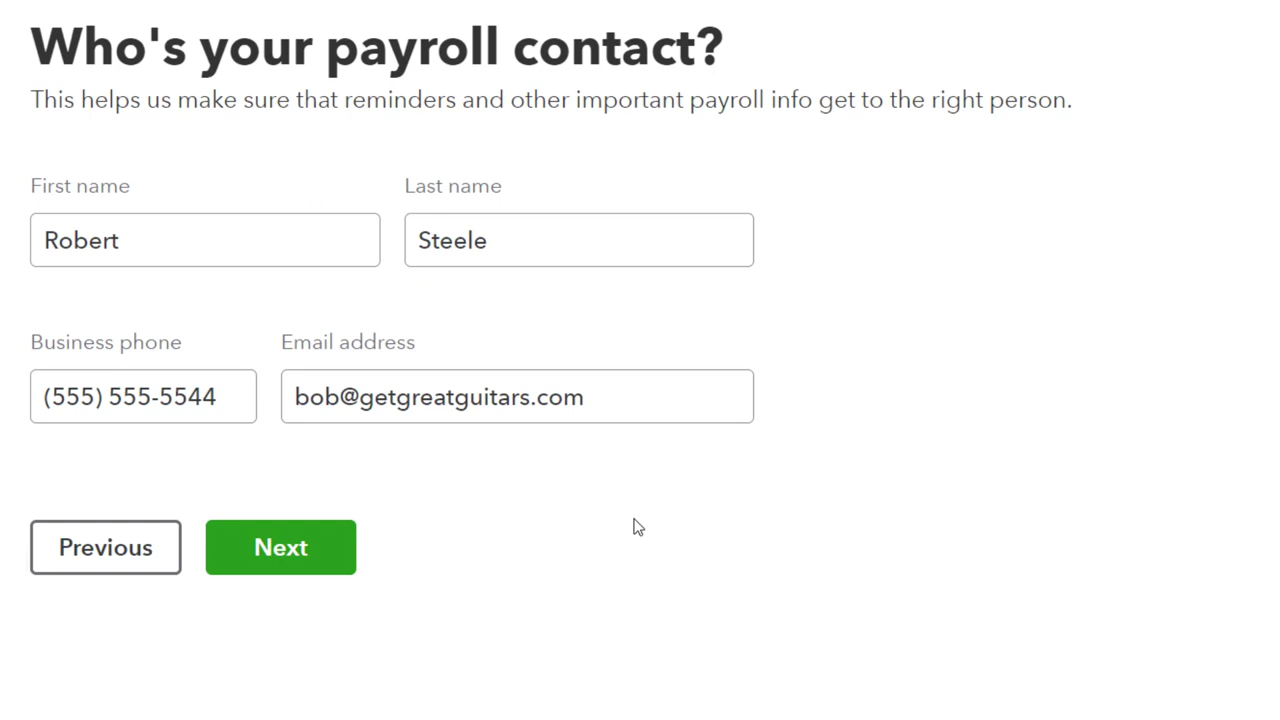 Who's your payroll contact?
This helps us make sure that reminders and other important payroll info get to the right person.
First name Last name
Robert Steele
Business phone Email address
(555) 555-5544 bob@getgreatguitars.com
Previous Next